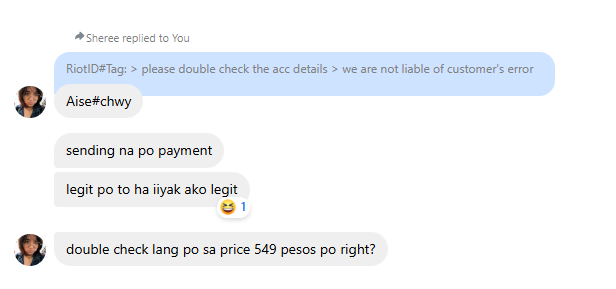 Sheree replied to You
RiotID#Tag: > please double check the acc details > we are not liable of customer's error
Aise#chwy
sending na po payment
legit po to ha iiyak ako legit
1
double check lang po sa price 549 pesos po right?